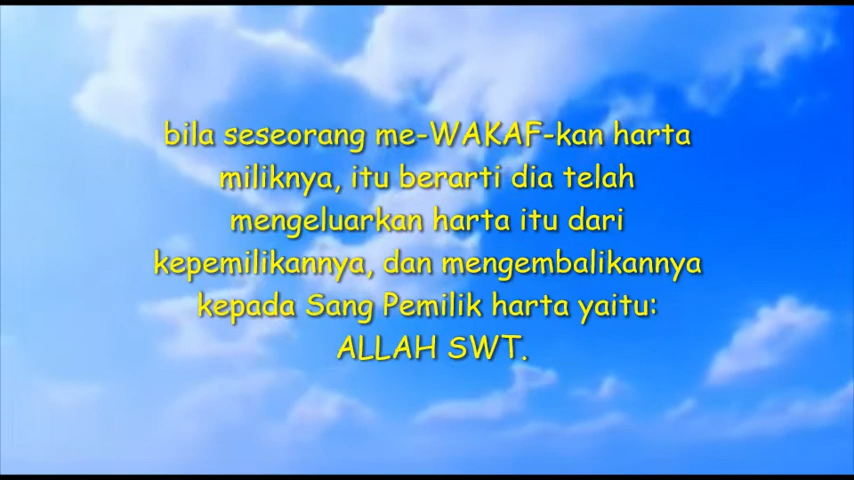 bila seseorang me-WAKAF-kan harta
miliknya, itu berarti dia telah
mengeluarkan harta itu dari
kepemilikannya, dan mengembalikannya
kepada Sang Pemilik harta yaitu:
ALLAH SWT.